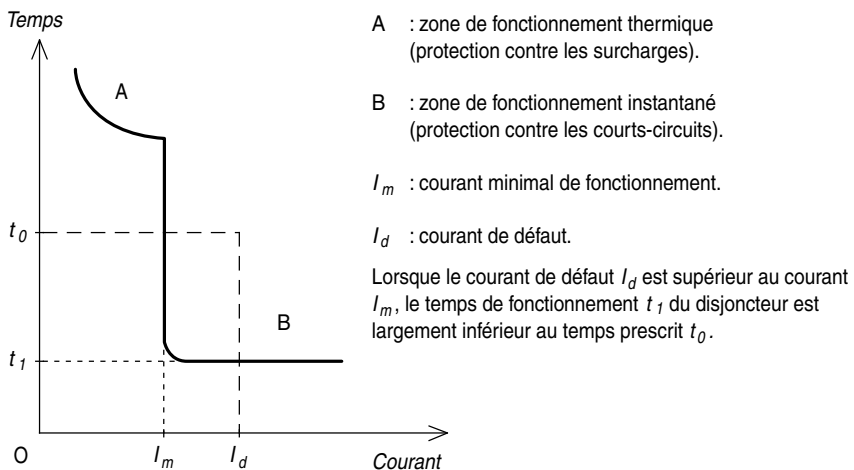 Temps
A
B
t0
t1
O
Im
Id
Courant
A : zone de fonctionnement thermique
(protection contre les surcharges).
B : zone de fonctionnement instantané
(protection contre les courts-circuits).
Im : courant minimal de fonctionnement.
Id : courant de défaut.
Lorsque le courant de défaut Id est supérieur au courant
Im, le temps de fonctionnement t1 du disjoncteur est
largement inférieur au temps prescrit t0.